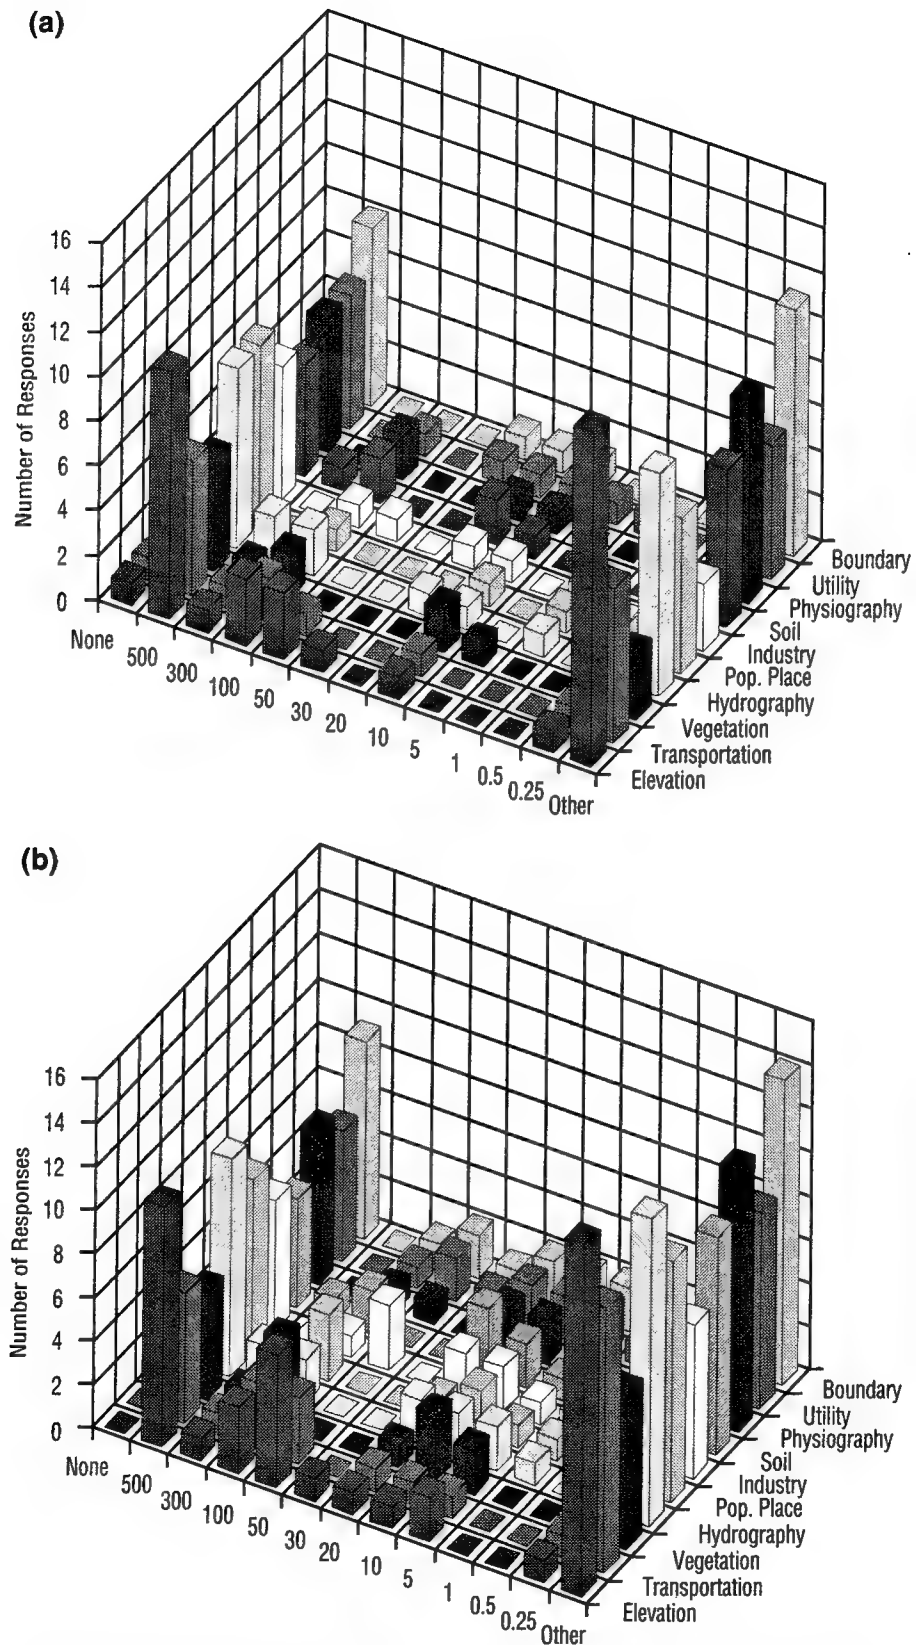 (a)
16
14
12
10
8
6
4
2
0
Number of Responses
None
500
300
100
50
30
20
10
5
1
0.5
0.25
Other
Boundary
Utility
Physiography
Soil
Industry
Pop. Place
Hydrography
Vegetation
Transportation
Elevation
(b)
16
14
12
10
8
6
4
2
0
Number of Responses
None
500
300
100
50
30
20
10
5
1
0.5
0.25
Other
Boundary
Utility
Physiography
Soil
Industry
Pop. Place
Hydrography
Vegetation
Transportation
Elevation